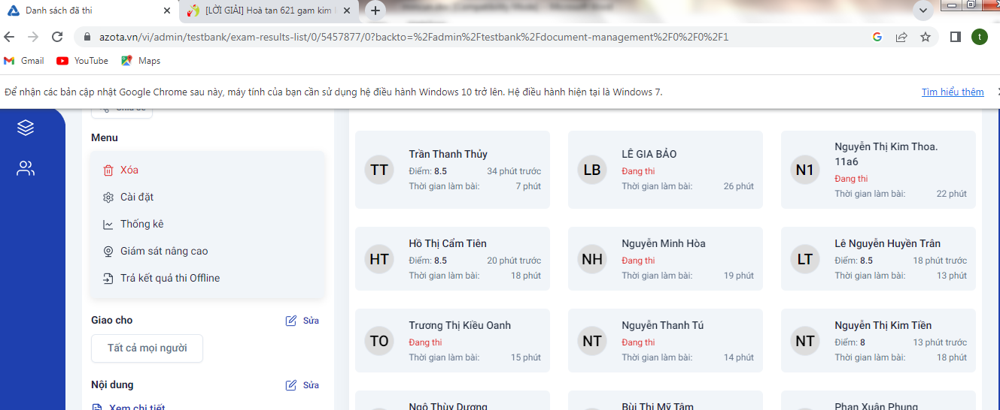 Danh sách đã thi
[LỜI GIẢI] Hoà tan 621 gam kim
azota.vn/vi/admin/testbank/exam-results-list/0/5457877/0?backto=%2Fadmin%2Ftestbank%2Fdocument-management%2F0%2F0%2F1
G
t
Gmail
YouTube
Maps
Để nhận các bản cập nhật Google Chrome sau này, máy tính của bạn cần sử dụng hệ điều hành Windows 10 trở lên. Hệ điều hành hiện tại là Windows 7.
Tìm hiểu thêm
Chia sẻ
Menu
Xóa
Cài đặt
Thống kê
Giám sát nâng cao
Trả kết quả thi Offline
Giao cho
Sửa
Tất cả mọi người
Nội dung
Sửa
Xem chi tiết
TT
Trần Thanh Thủy
Điểm: 8.5 34 phút trước
Thời gian làm bài: 7 phút
LB
LÊ GIA BẢO
Đang thi
Thời gian làm bài: 26 phút
N1
Nguyễn Thị Kim Thoa.
11a6
Đang thi
Thời gian làm bài: 22 phút
HT
Hồ Thị Cẩm Tiên
Điểm: 8.5 20 phút trước
Thời gian làm bài: 18 phút
NH
Nguyễn Minh Hòa
Đang thi
Thời gian làm bài: 19 phút
LT
Lê Nguyễn Huyền Trân
Điểm: 8.5 18 phút trước
Thời gian làm bài: 13 phút
TO
Trương Thị Kiều Oanh
Đang thi
Thời gian làm bài: 15 phút
NT
Nguyễn Thanh Tú
Đang thi
Thời gian làm bài: 14 phút
NT
Nguyễn Thị Kim Tiền
Điểm: 8 13 phút trước
Thời gian làm bài: 18 phút
Ngô Thùy Dương
Bùi Thị Mỹ Tâm
Phan Xuân Phụng